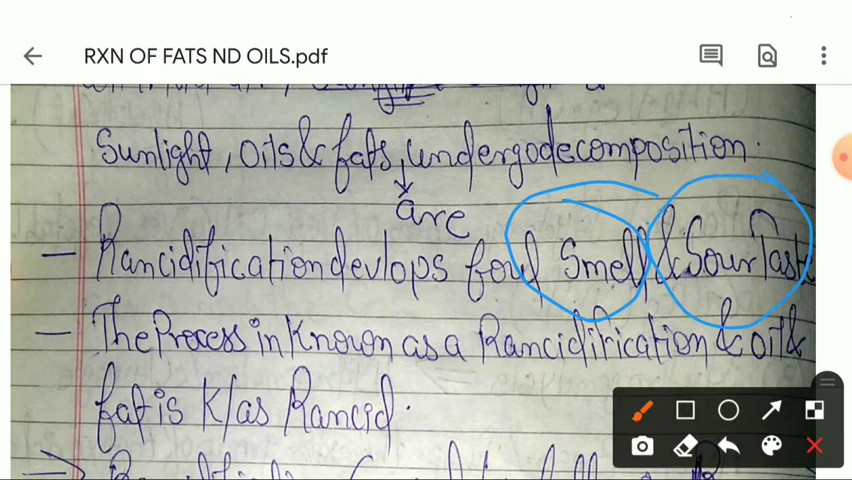 RXN OF FATS ND OILS.pdf
Sunlight, oils & fats, undergo decomposition.
are
- Rancidification devlops foul Smell & Sour Taste
- The Process in Known as a Rancidification & oil &
fat is K/as Rancid.